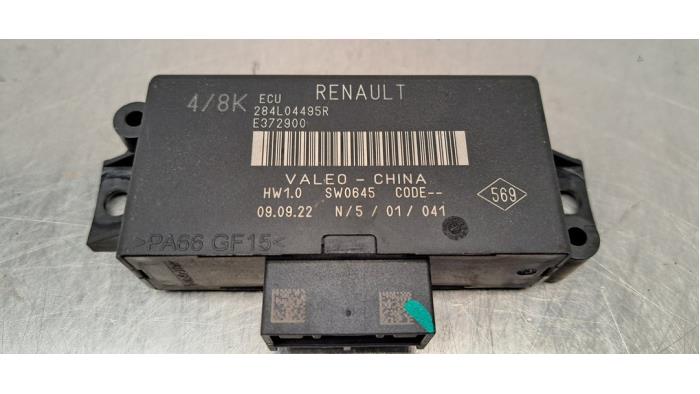 4/8K ECU RENAULT
284L04495R
E372900
VALEO - CHINA
HW1.0 SW0645 CODE--
569
09.09.22 N/5/01/041
>PA66 GF15<